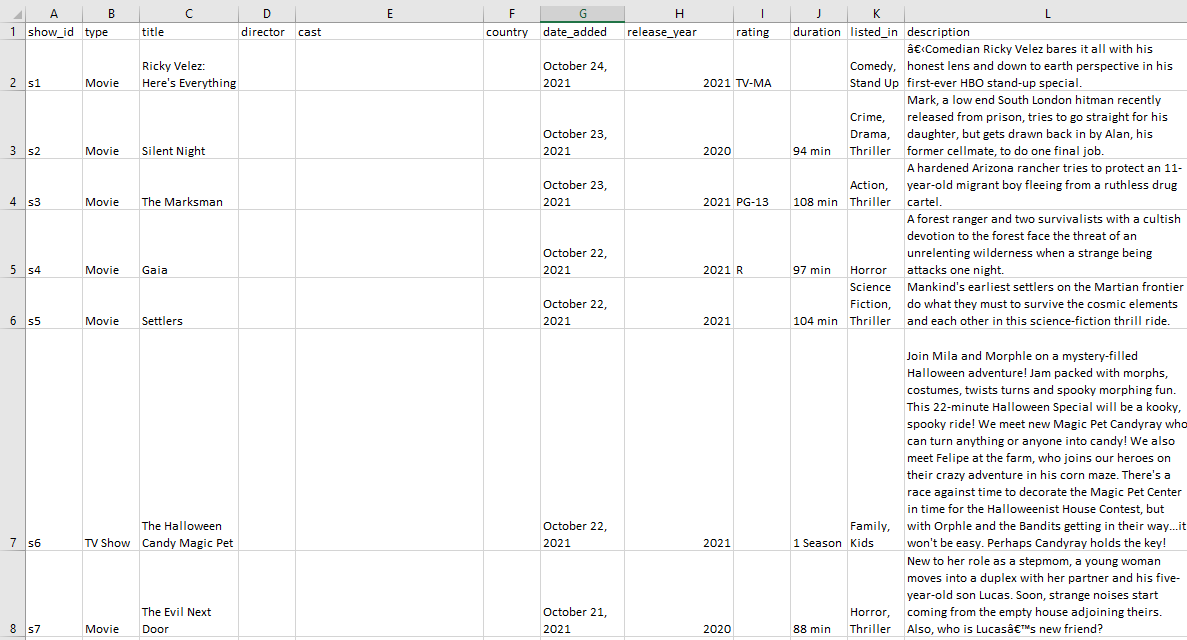 A B C D E F G H I J K L
1 show_id type title director cast country date_added release_year rating duration listed_in description
â€‹Comedian Ricky Velez bares it all with his
Ricky Velez: October 24, Comedy, honest lens and down to earth perspective in his
2 s1 Movie Here's Everything 2021 2021 TV-MA Stand Up first-ever HBO stand-up special.
Mark, a low end South London hitman recently
Crime, released from prison, tries to go straight for his
October 23, Drama, daughter, but gets drawn back in by Alan, his
3 s2 Movie Silent Night 2021 2020 94 min Thriller former cellmate, to do one final job.
A hardened Arizona rancher tries to protect an 11-
October 23, Action, year-old migrant boy fleeing from a ruthless drug
4 s3 Movie The Marksman 2021 2021 PG-13 108 min Thriller cartel.
A forest ranger and two survivalists with a cultish
devotion to the forest face the threat of an
October 22, unrelenting wilderness when a strange being
5 s4 Movie Gaia 2021 2021 R 97 min Horror attacks one night.
Science Mankind's earliest settlers on the Martian frontier
October 22, Fiction, do what they must to survive the cosmic elements
6 s5 Movie Settlers 2021 2021 104 min Thriller and each other in this science-fiction thrill ride.
Join Mila and Morphle on a mystery-filled
Halloween adventure! Jam packed with morphs,
costumes, twists turns and spooky morphing fun.
This 22-minute Halloween Special will be a kooky,
spooky ride! We meet new Magic Pet Candyray who
can turn anything or anyone into candy! We also
meet Felipe at the farm, who joins our heroes on
their crazy adventure in his corn maze. There's a
race against time to decorate the Magic Pet Center
in time for the Halloweenist House Contest, but
The Halloween October 22, Family, with Orphle and the Bandits getting in their way...it
7 s6 TV Show Candy Magic Pet 2021 2021 1 Season Kids won't be easy. Perhaps Candyray holds the key!
New to her role as a stepmom, a young woman
moves into a duplex with her partner and his five-
year-old son Lucas. Soon, strange noises start
The Evil Next October 21, Horror, coming from the empty house adjoining theirs.
8 s7 Movie Door 2021 2020 88 min Thriller Also, who is Lucasâ€™s new friend?